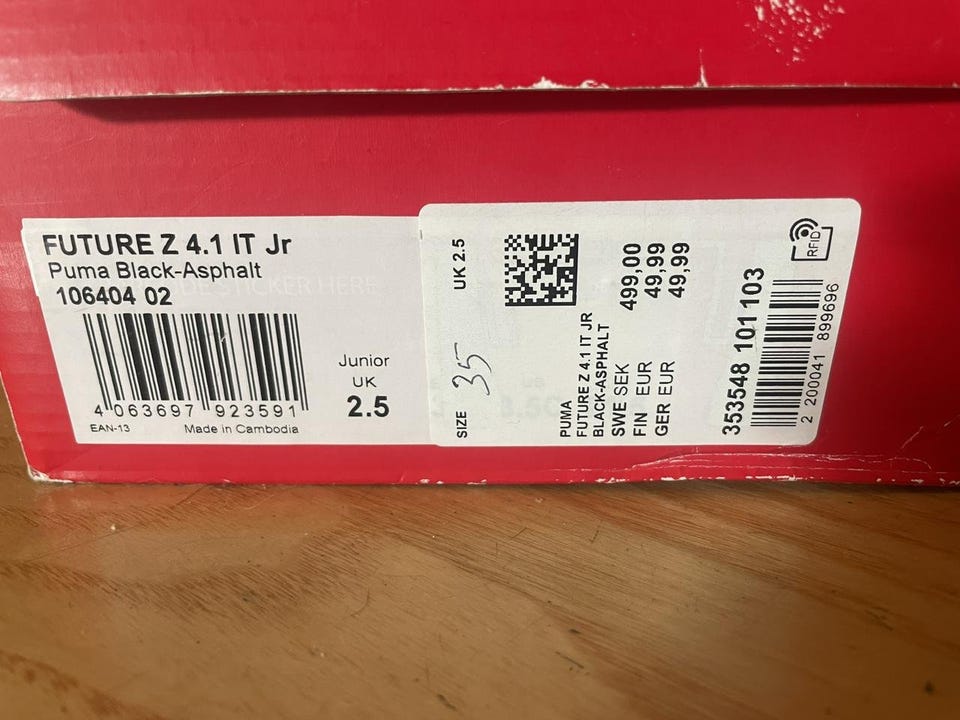 FUTURE Z 4.1 IT Jr
Puma Black-Asphalt
106404 02
4 063697 923591
EAN-13
Made in Cambodia
Junior
UK
2.5
SIZE 35 UK 2.5
PUMA
FUTURE Z 4.1 IT JR
BLACK-ASPHALT
SWE SEK 499,00
FIN EUR 49,99
GER EUR 49,99
353548 101 103
2 200041 899696
RFID